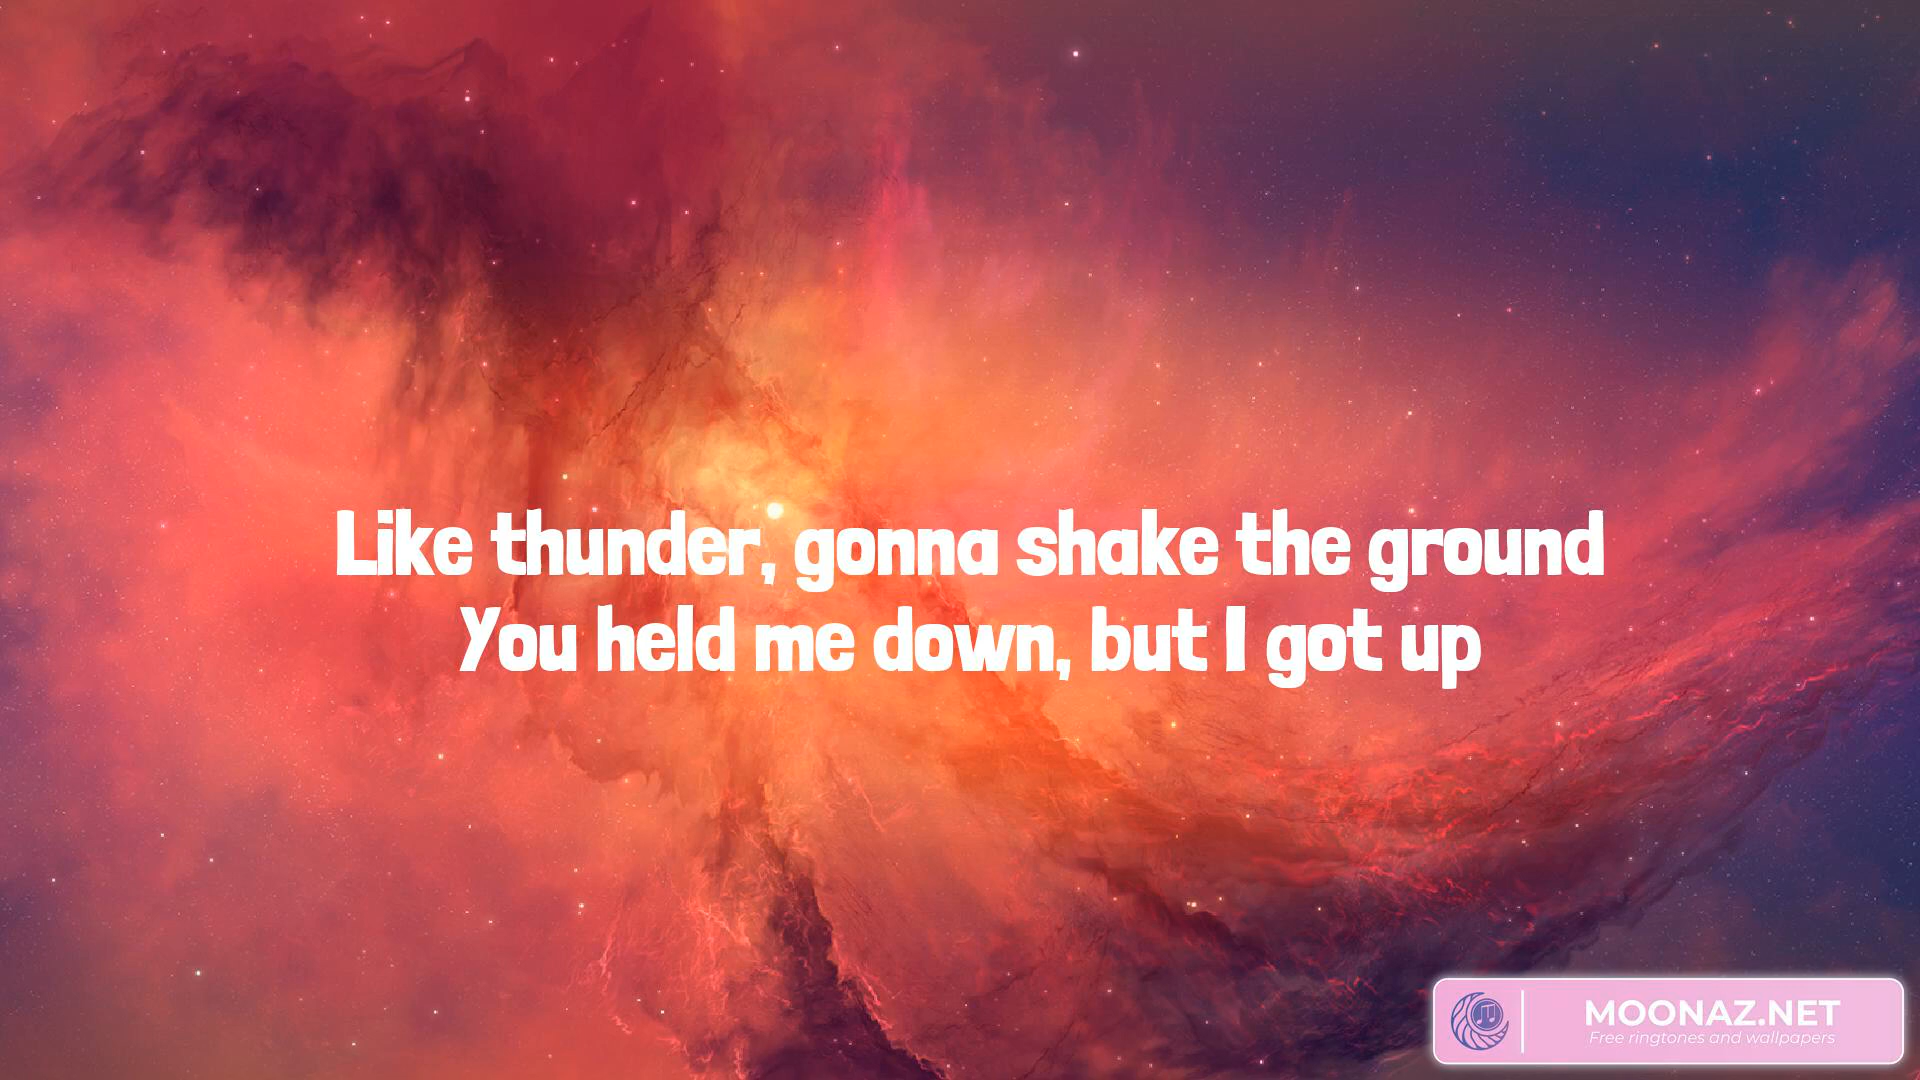 Like thunder, gonna shake the ground
You held me down, but I got up
MOONAZ.NET
Free ringtones and wallpapers